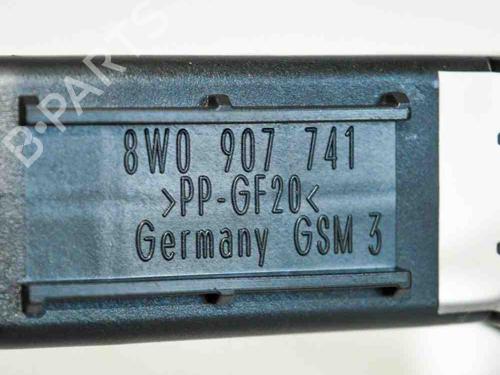 B-PARTS
8W0 907 741
>PP-GF20<
Germany GSM 3